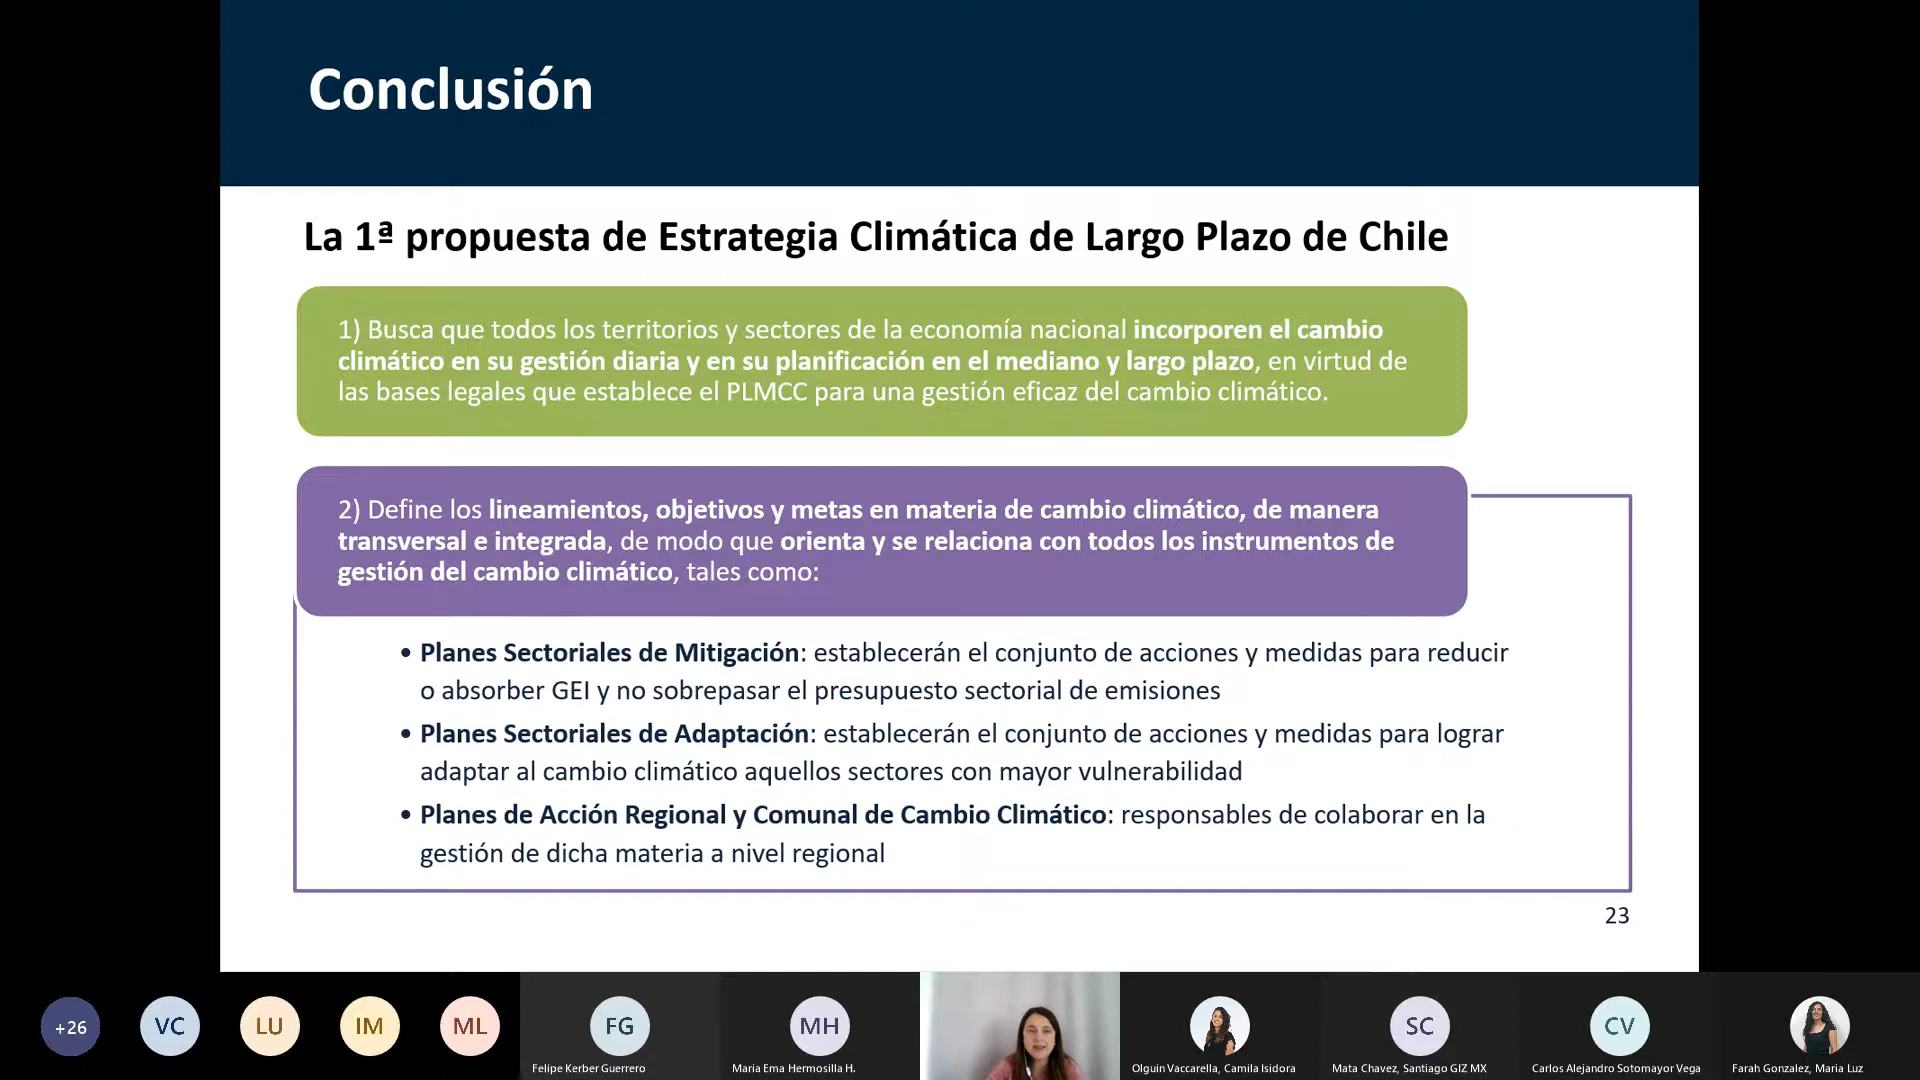 Conclusión
La 1ª propuesta de Estrategia Climática de Largo Plazo de Chile
1) Busca que todos los territorios y sectores de la economía nacional incorporen el cambio
climático en su gestión diaria y en su planificación en el mediano y largo plazo, en virtud de
las bases legales que establece el PLMCC para una gestión eficaz del cambio climático.
2) Define los lineamientos, objetivos y metas en materia de cambio climático, de manera
transversal e integrada, de modo que orienta y se relaciona con todos los instrumentos de
gestión del cambio climático, tales como:
• Planes Sectoriales de Mitigación: establecerán el conjunto de acciones y medidas para reducir
o absorber GEI y no sobrepasar el presupuesto sectorial de emisiones
• Planes Sectoriales de Adaptación: establecerán el conjunto de acciones y medidas para lograr
adaptar al cambio climático aquellos sectores con mayor vulnerabilidad
• Planes de Acción Regional y Comunal de Cambio Climático: responsables de colaborar en la
gestión de dicha materia a nivel regional
23
+26
VC
LU
IM
ML
FG
Felipe Kerber Guerrero
MH
Maria Ema Hermosilla H.
Olguin Vaccarella, Camila Isidora
SC
Mata Chavez, Santiago GIZ MX
CV
Carlos Alejandro Sotomayor Vega
Farah Gonzalez, Maria Luz